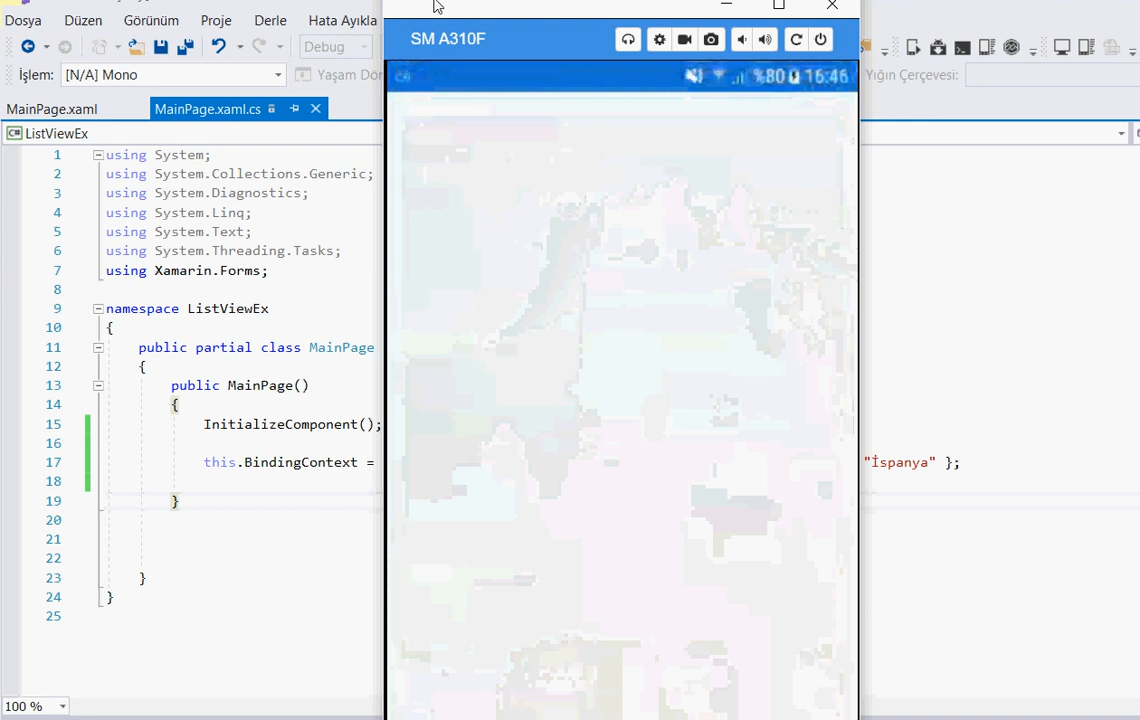 Dosya Düzen Görünüm Proje Derle Hata Ayıkla
SM A310F
Debug
İşlem: [N/A] Mono
Yığın Çerçevesi:
%80 16:46
MainPage.xaml MainPage.xaml.cs
C# ListViewEx
1 using System;
2 using System.Collections.Generic;
3 using System.Diagnostics;
4 using System.Linq;
5 using System.Text;
6 using System.Threading.Tasks;
7 using Xamarin.Forms;
8
9 namespace ListViewEx
10 {
11 public partial class MainPage
12 {
13 public MainPage()
14 {
15 InitializeComponent();
16
17 this.BindingContext = "İspanya" };
18
19 }
20
21
22
23 }
24 }
25
100 %